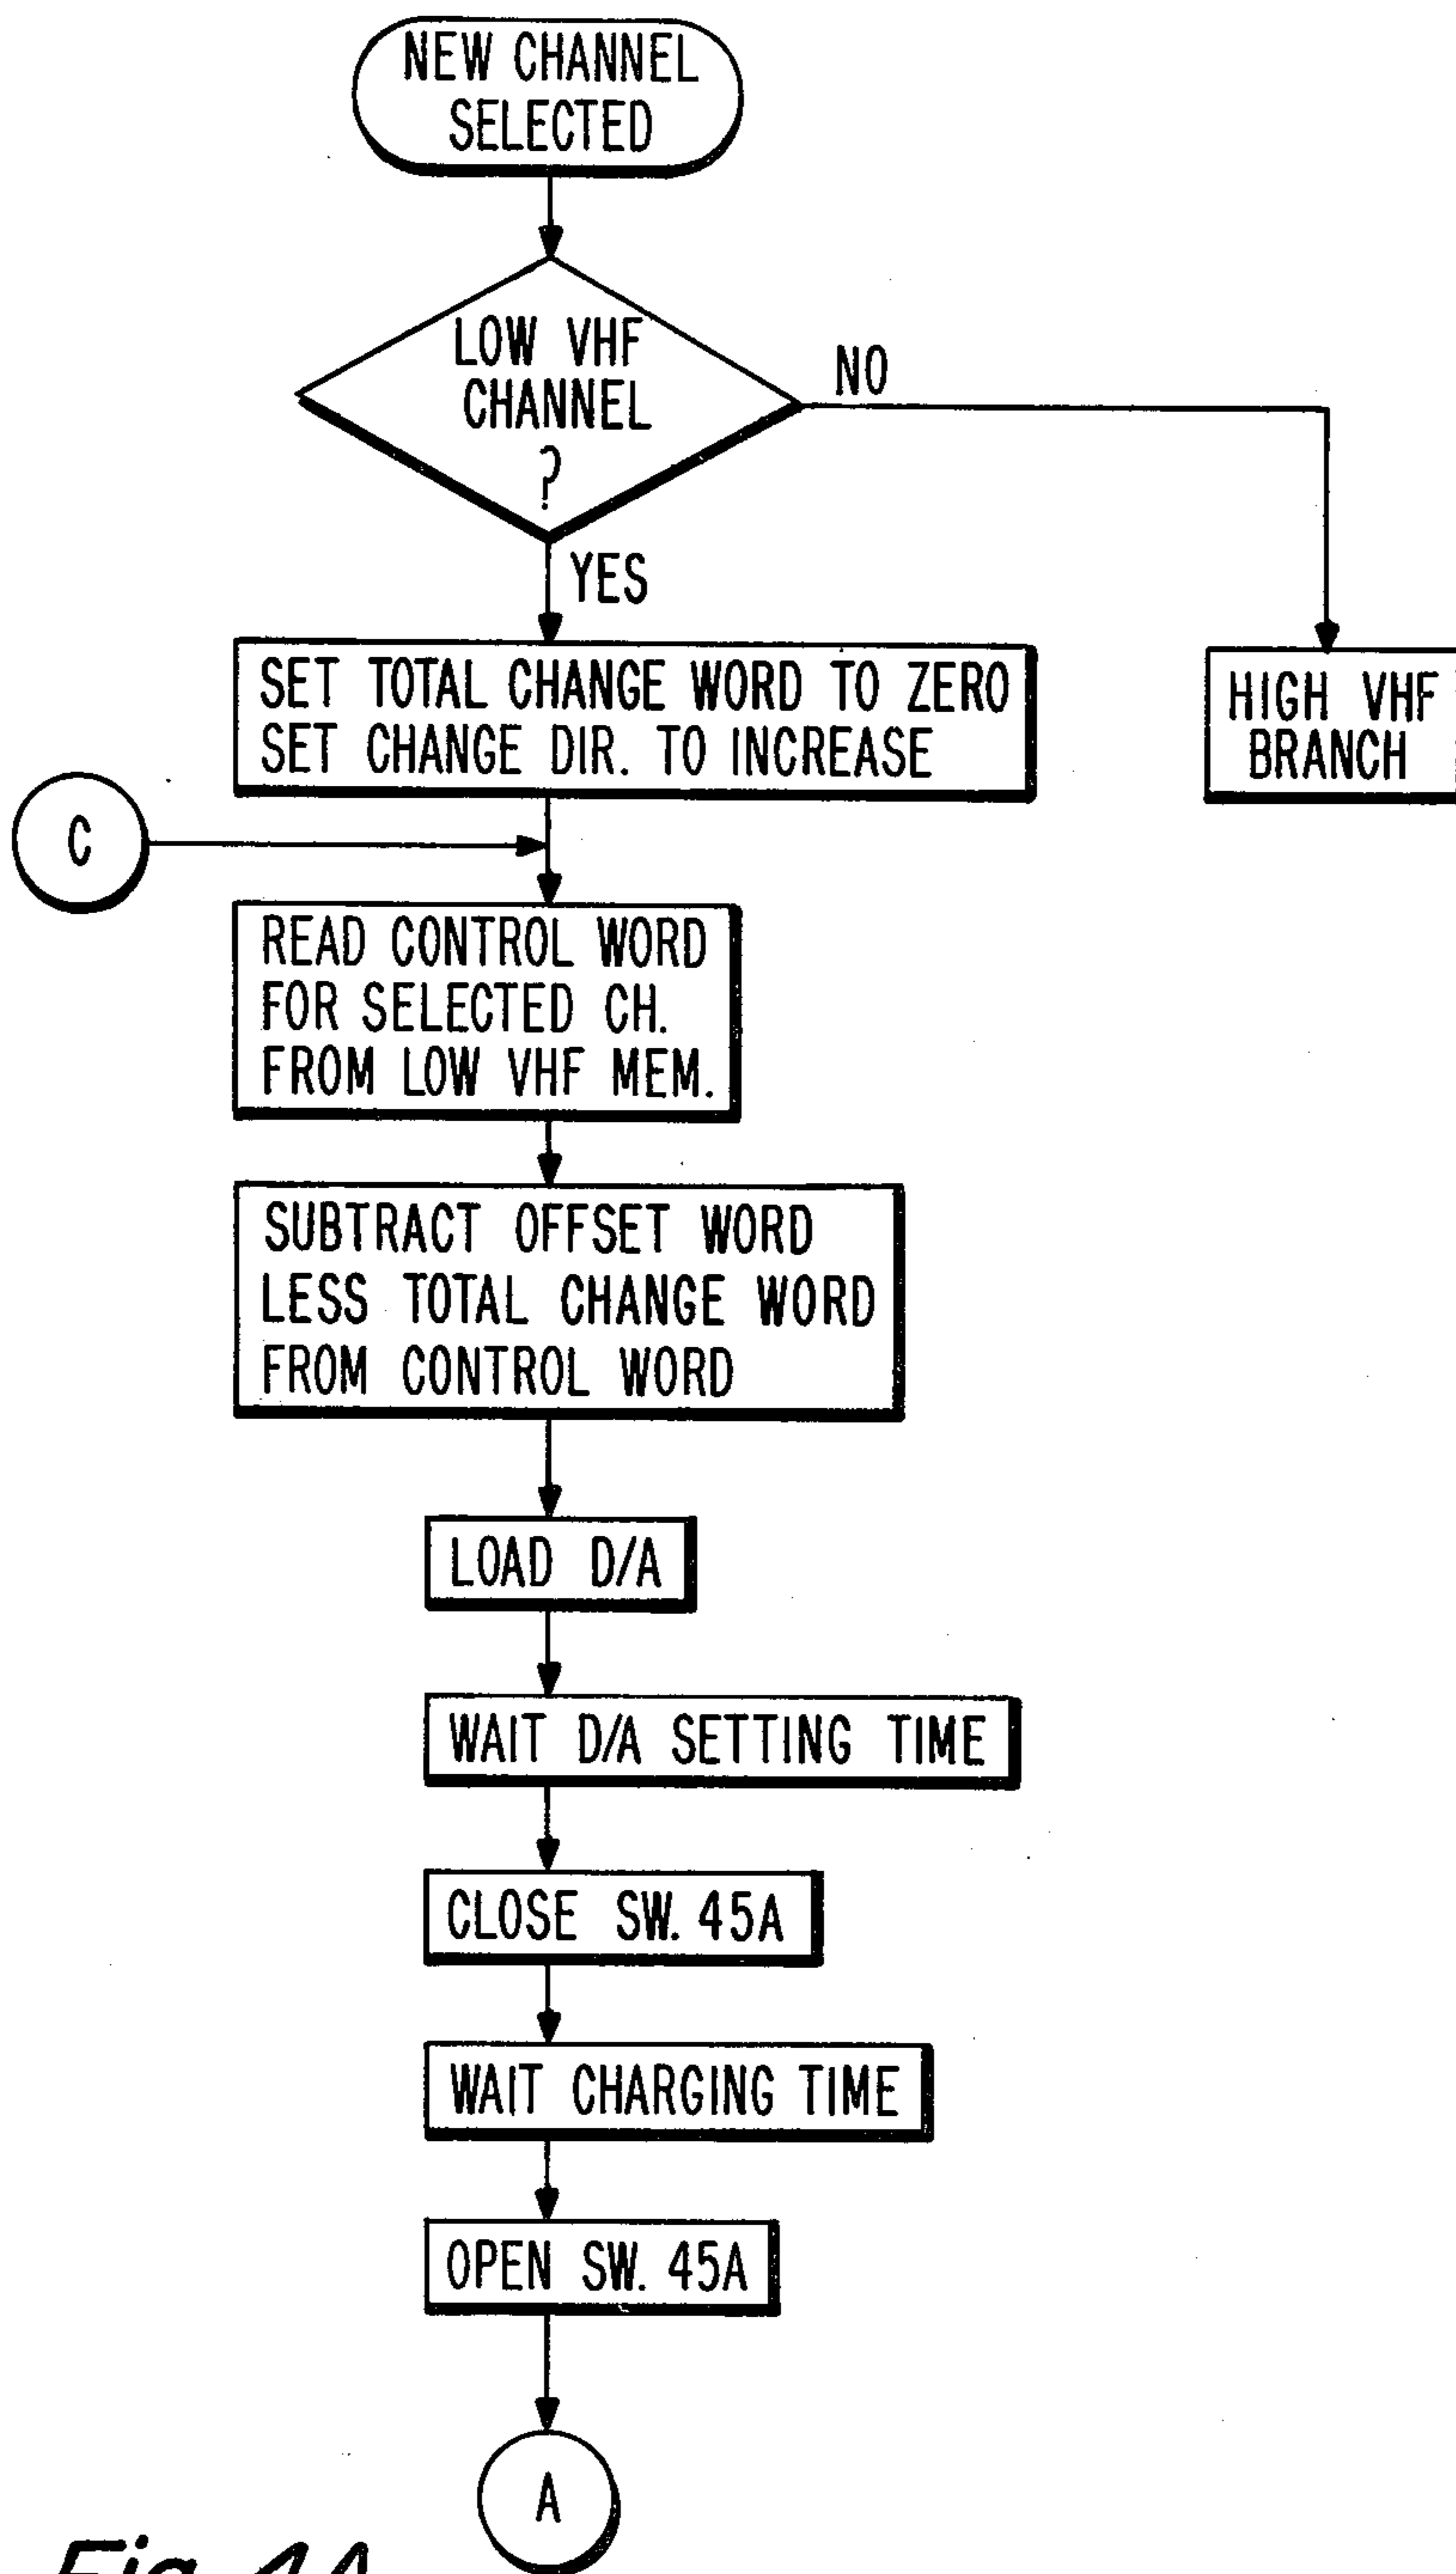 NEW CHANNEL
SELECTED
LOW VHF
CHANNEL
?
NO
YES
SET TOTAL CHANGE WORD TO ZERO
SET CHANGE DIR. TO INCREASE
HIGH VHF
BRANCH
C
READ CONTROL WORD
FOR SELECTED CH.
FROM LOW VHF MEM.
SUBTRACT OFFSET WORD
LESS TOTAL CHANGE WORD
FROM CONTROL WORD
LOAD D/A
WAIT D/A SETTING TIME
CLOSE SW. 45A
WAIT CHARGING TIME
OPEN SW. 45A
A
Fig. 4A